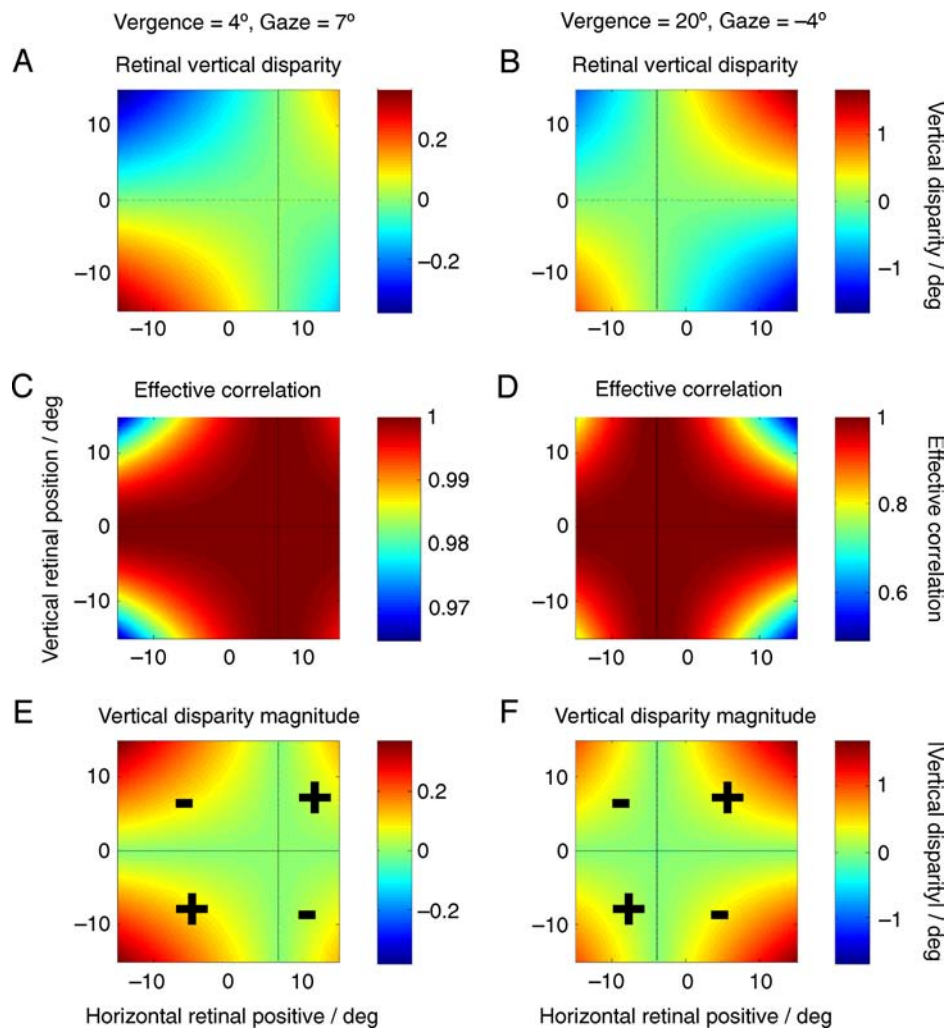 Vergence = 4º, Gaze = 7º
Vergence = 20º, Gaze = –4º
A
Retinal vertical disparity
10
0
–10
–10 0 10
0.2
0
–0.2
B
Retinal vertical disparity
10
0
–10
–10 0 10
1
0
–1
Vertical disparity / deg
C
Effective correlation
10
0
–10
–10 0 10
1
0.99
0.98
0.97
Vertical retinal position / deg
D
Effective correlation
10
0
–10
–10 0 10
1
0.8
0.6
Effective correlation
E
Vertical disparity magnitude
10
0
–10
–10 0 10
– +
+ –
0.2
0
–0.2
Horizontal retinal positive / deg
F
Vertical disparity magnitude
10
0
–10
–10 0 10
– +
+ –
1
0
–1
|Vertical disparity| / deg
Horizontal retinal positive / deg